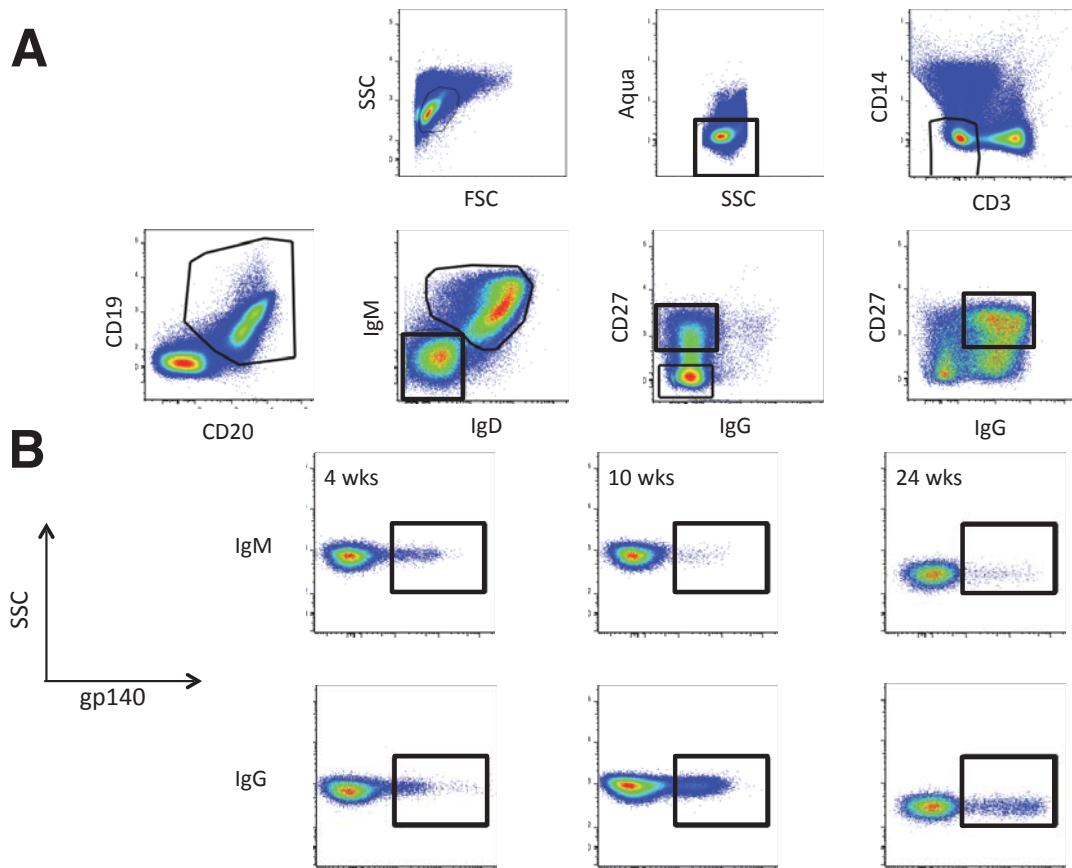 A
SSC
FSC
Aqua
SSC
CD14
CD3
CD19
CD20
IgM
IgD
CD27
IgG
CD27
IgG
B
4 wks
10 wks
24 wks
IgM
SSC
gp140
IgG